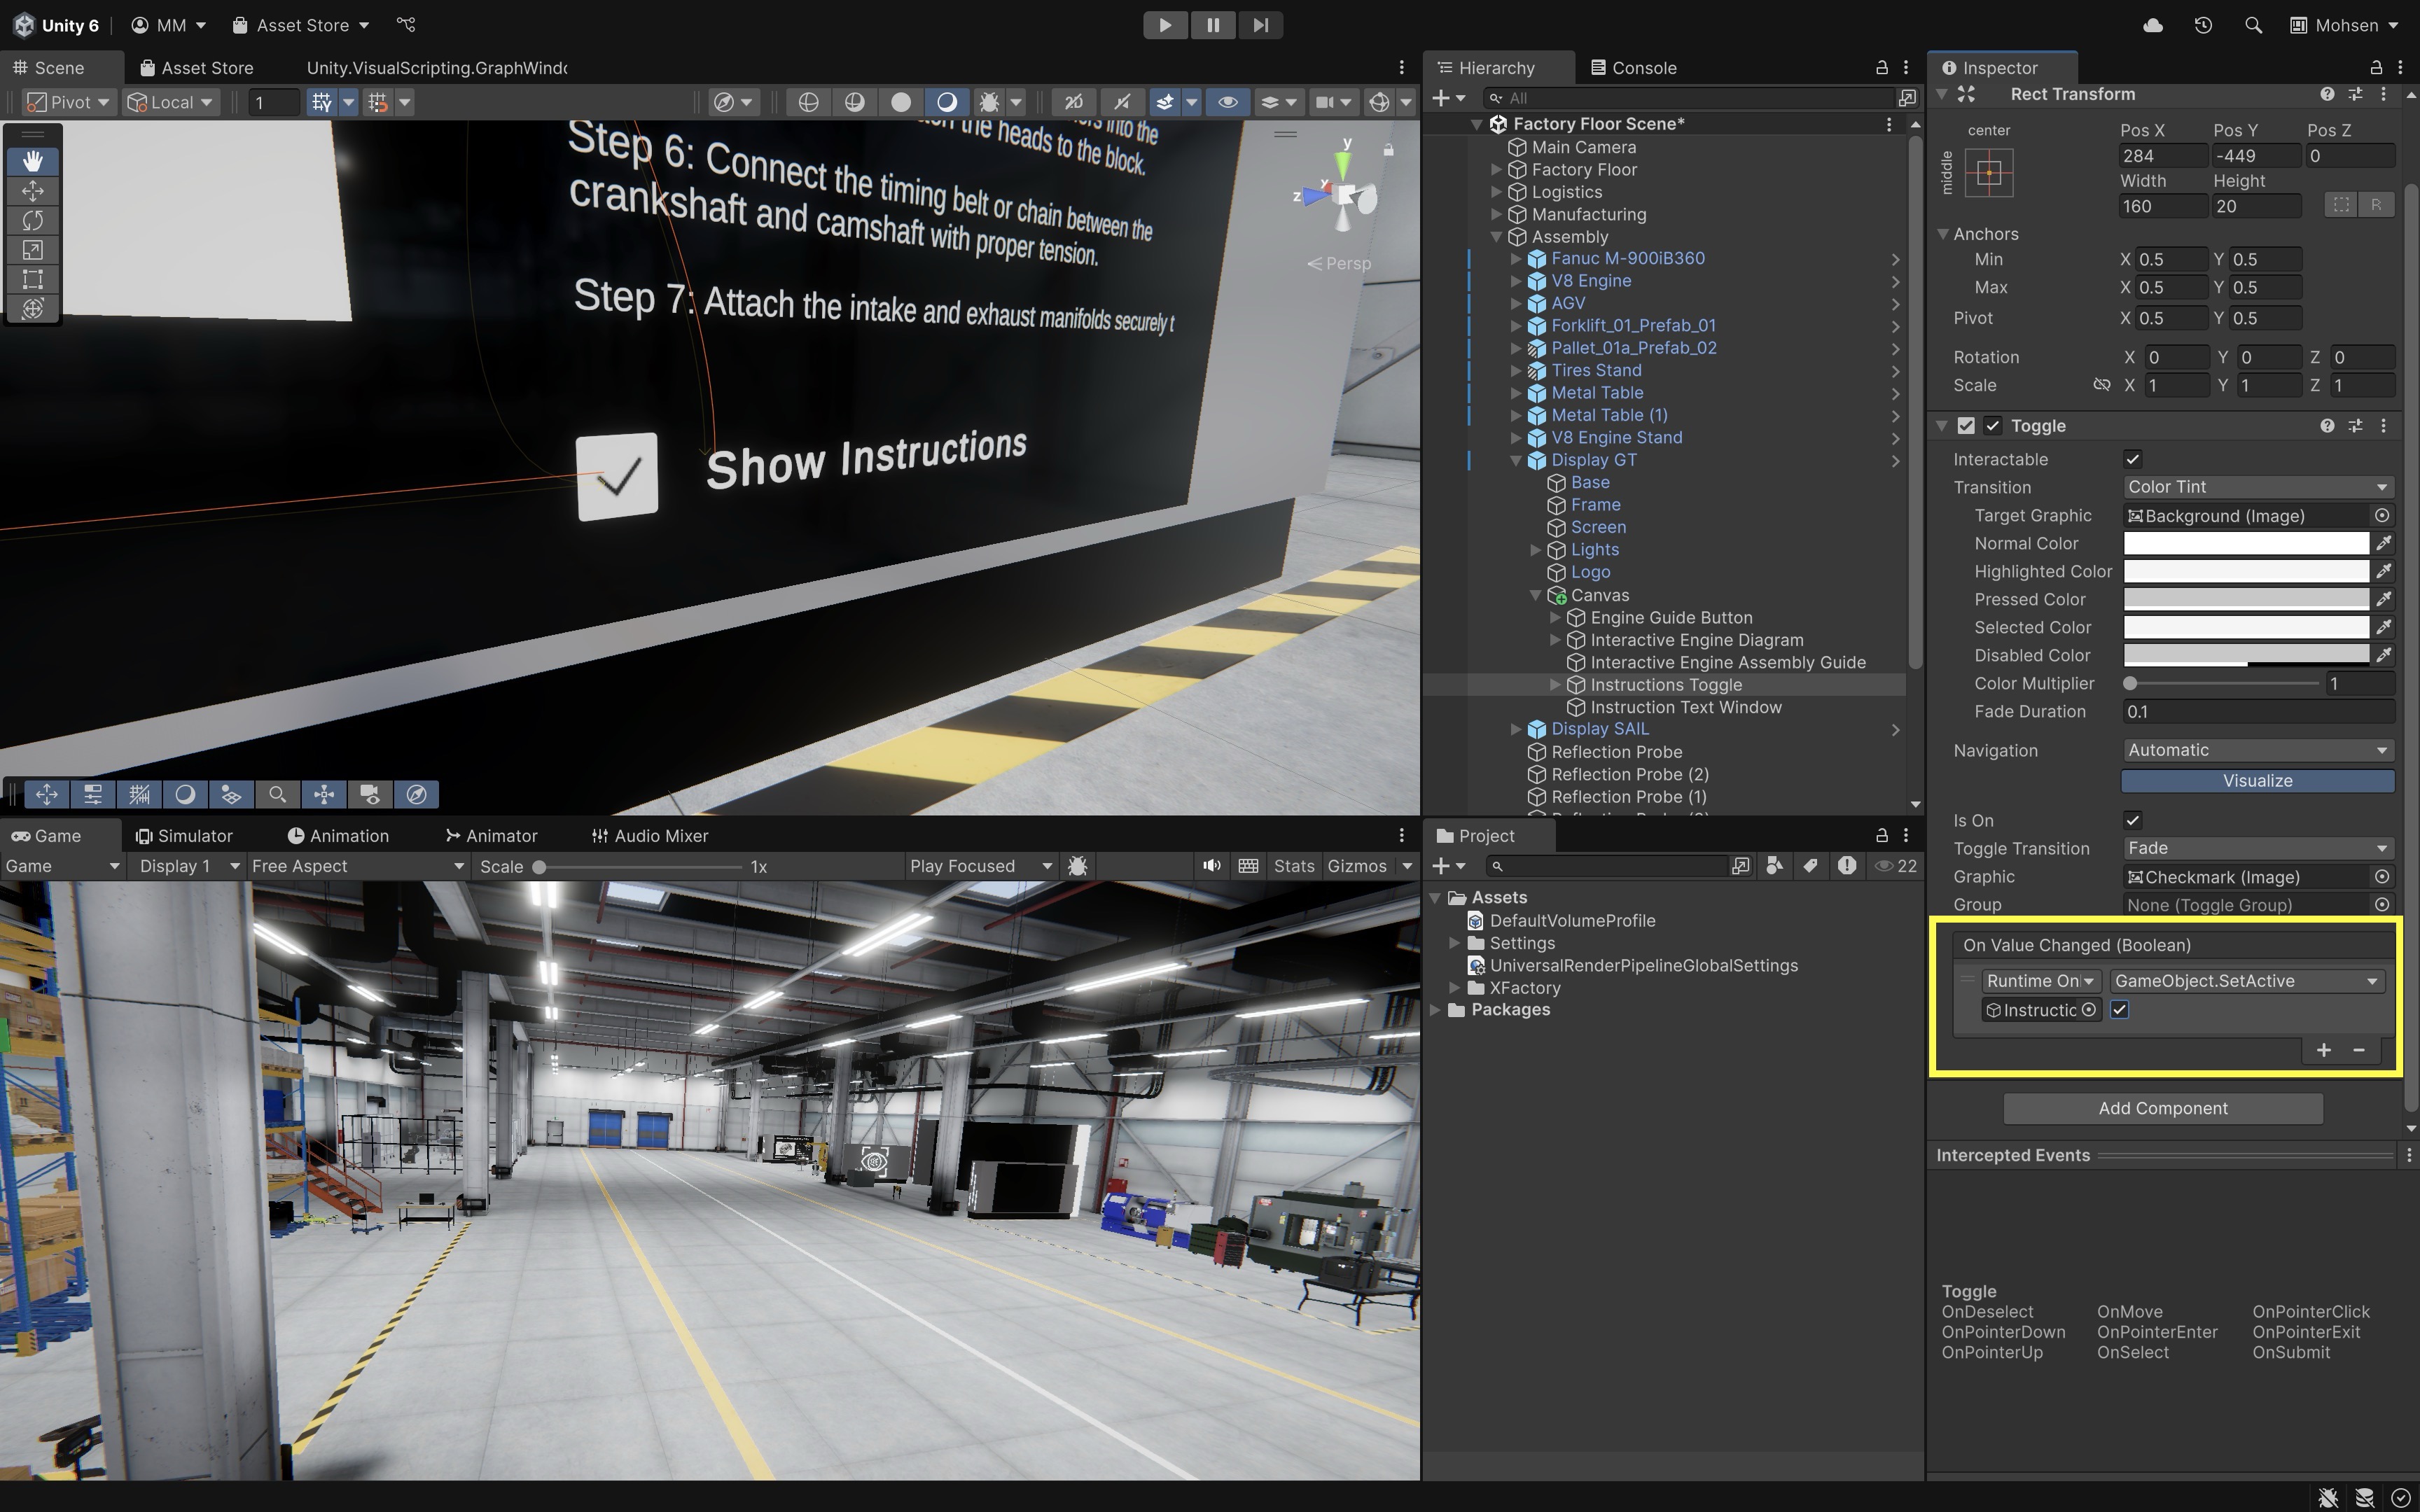 Unity 6
MM
Asset Store
Mohsen
Scene
Asset Store
Unity.VisualScripting.GraphWind
Pivot
Local
1
2D
Step 6: Connect the timing belt or chain between the
crankshaft and camshaft with proper tension.
Step 7: Attach the intake and exhaust manifolds securely t
Show Instructions
the heads to the block.
into the
y
x
z
Persp
Hierarchy
Console
All
Factory Floor Scene*
Main Camera
Factory Floor
Logistics
Manufacturing
Assembly
Fanuc M-900iB360
V8 Engine
AGV
Forklift_01_Prefab_01
Pallet_01a_Prefab_02
Tires Stand
Metal Table
Metal Table (1)
V8 Engine Stand
Display GT
Base
Frame
Screen
Lights
Logo
Canvas
Engine Guide Button
Interactive Engine Diagram
Interactive Engine Assembly Guide
Instructions Toggle
Instruction Text Window
Display SAIL
Reflection Probe
Reflection Probe (2)
Reflection Probe (1)
Game
Simulator
Animation
Animator
Audio Mixer
Game
Display 1
Free Aspect
Scale
1x
Play Focused
Stats
Gizmos
Project
22
Assets
DefaultVolumeProfile
Settings
UniversalRenderPipelineGlobalSettings
XFactory
Packages
Inspector
Rect Transform
center
middle
Pos X Pos Y Pos Z
284 -449 0
Width Height
160 20
R
Anchors
Min X 0.5 Y 0.5
Max X 0.5 Y 0.5
Pivot X 0.5 Y 0.5
Rotation X 0 Y 0 Z 0
Scale X 1 Y 1 Z 1
Toggle
Interactable
Transition Color Tint
Target Graphic Background (Image)
Normal Color
Highlighted Color
Pressed Color
Selected Color
Disabled Color
Color Multiplier 1
Fade Duration 0.1
Navigation Automatic
Visualize
Is On
Toggle Transition Fade
Graphic Checkmark (Image)
Group None (Toggle Group)
On Value Changed (Boolean)
Runtime On GameObject.SetActive
Instructic
Add Component
Intercepted Events
Toggle
OnDeselect OnMove OnPointerClick
OnPointerDown OnPointerEnter OnPointerExit
OnPointerUp OnSelect OnSubmit